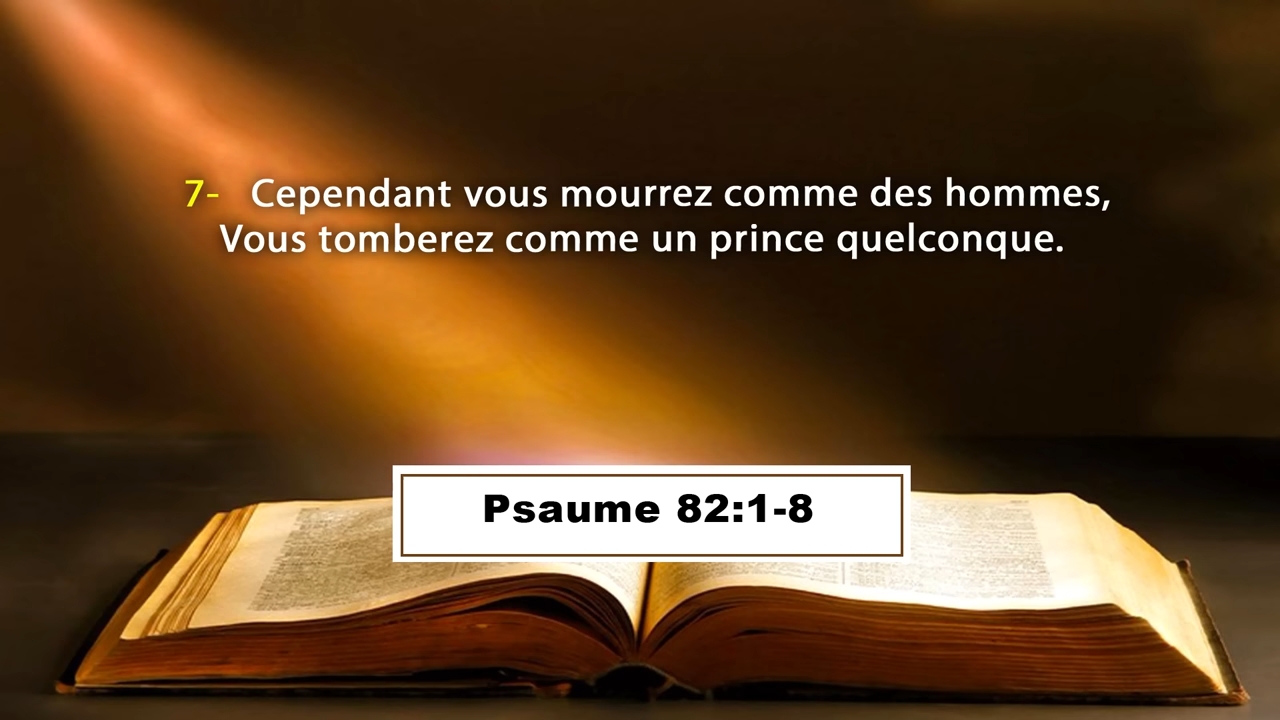 7- Cependant vous mourrez comme des hommes,
Vous tomberez comme un prince quelconque.
Psaume 82:1-8